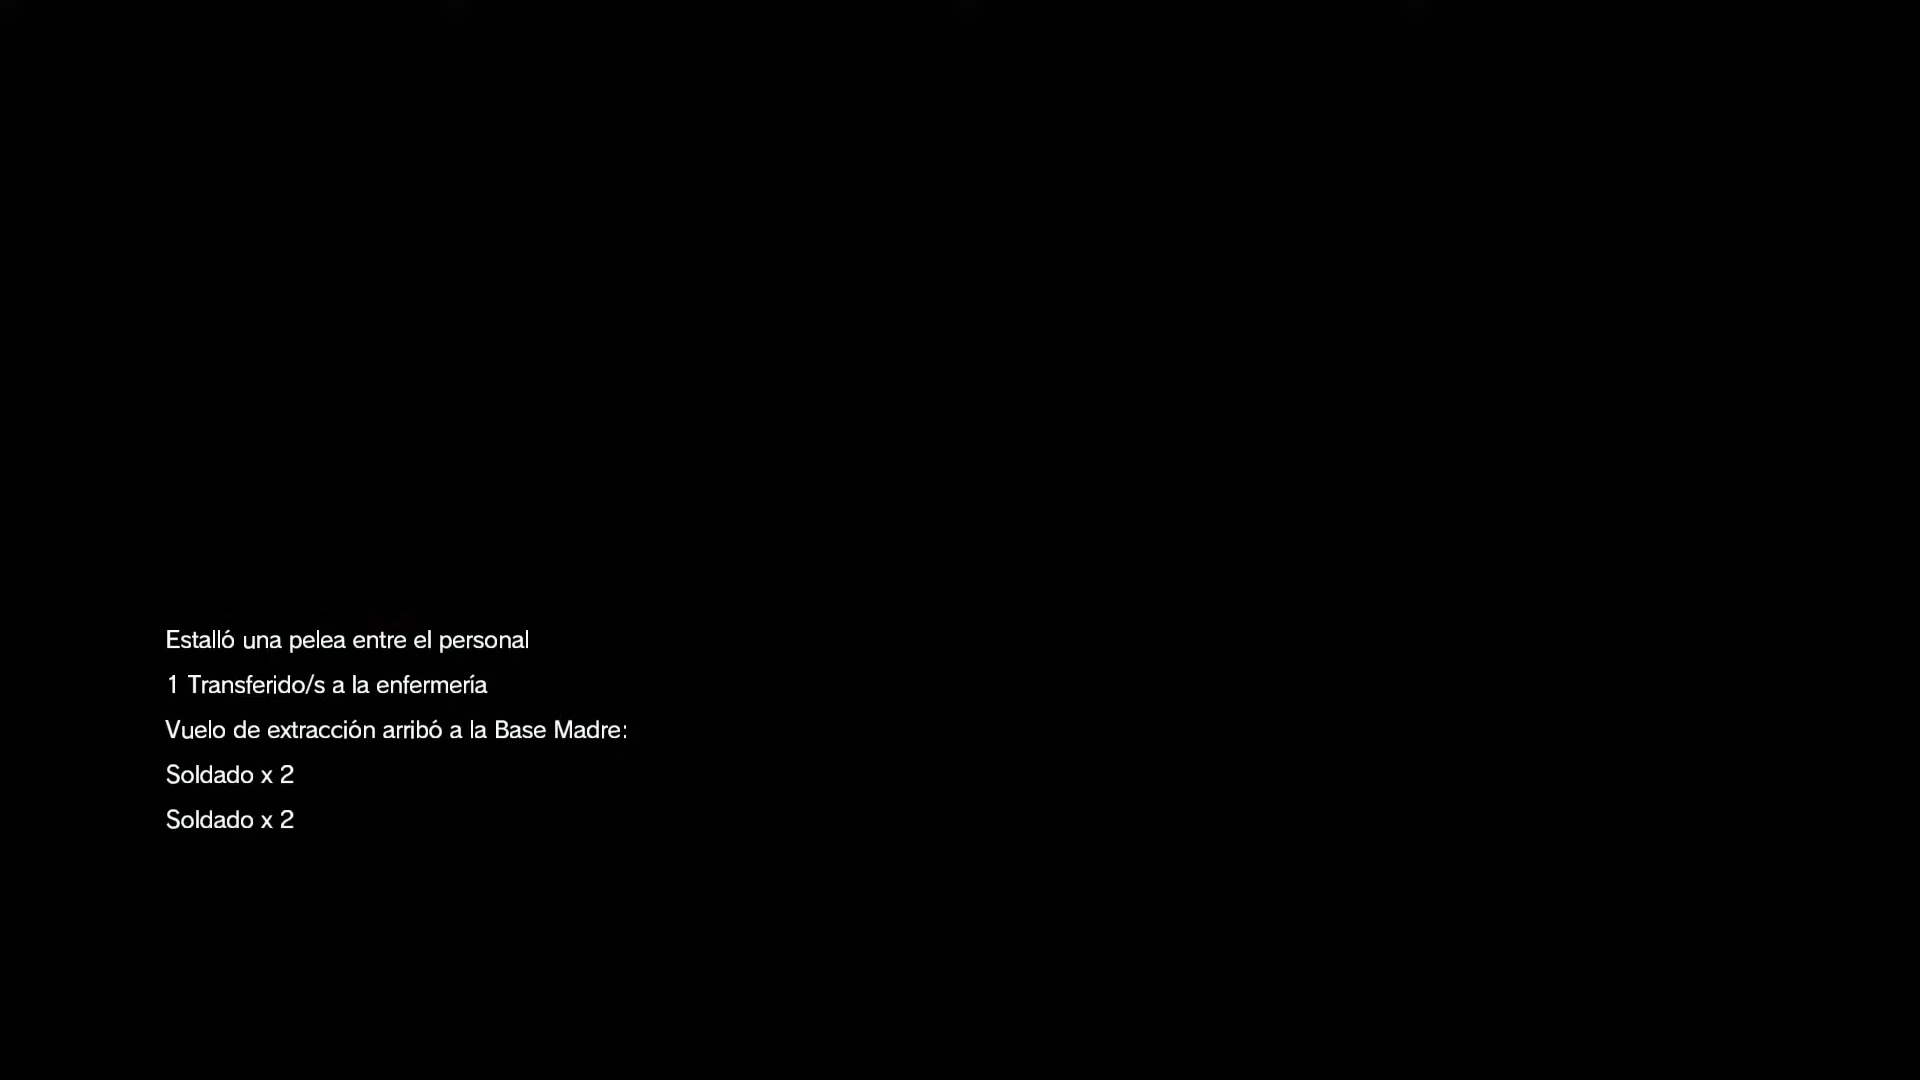 Estalló una pelea entre el personal
1 Transferido/s a la enfermería
Vuelo de extracción arribó a la Base Madre:
Soldado x 2
Soldado x 2